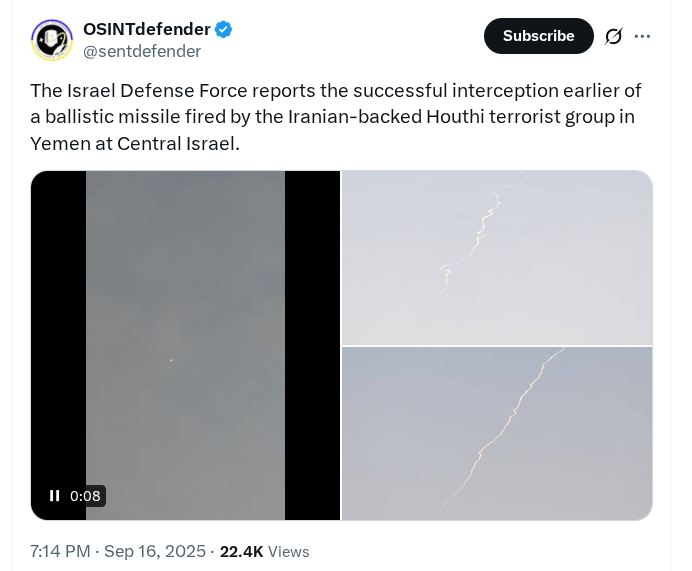 OSINTdefender
@sentdefender
Subscribe
The Israel Defense Force reports the successful interception earlier of
a ballistic missile fired by the Iranian-backed Houthi terrorist group in
Yemen at Central Israel.
0:08
7:14 PM · Sep 16, 2025 · 22.4K Views